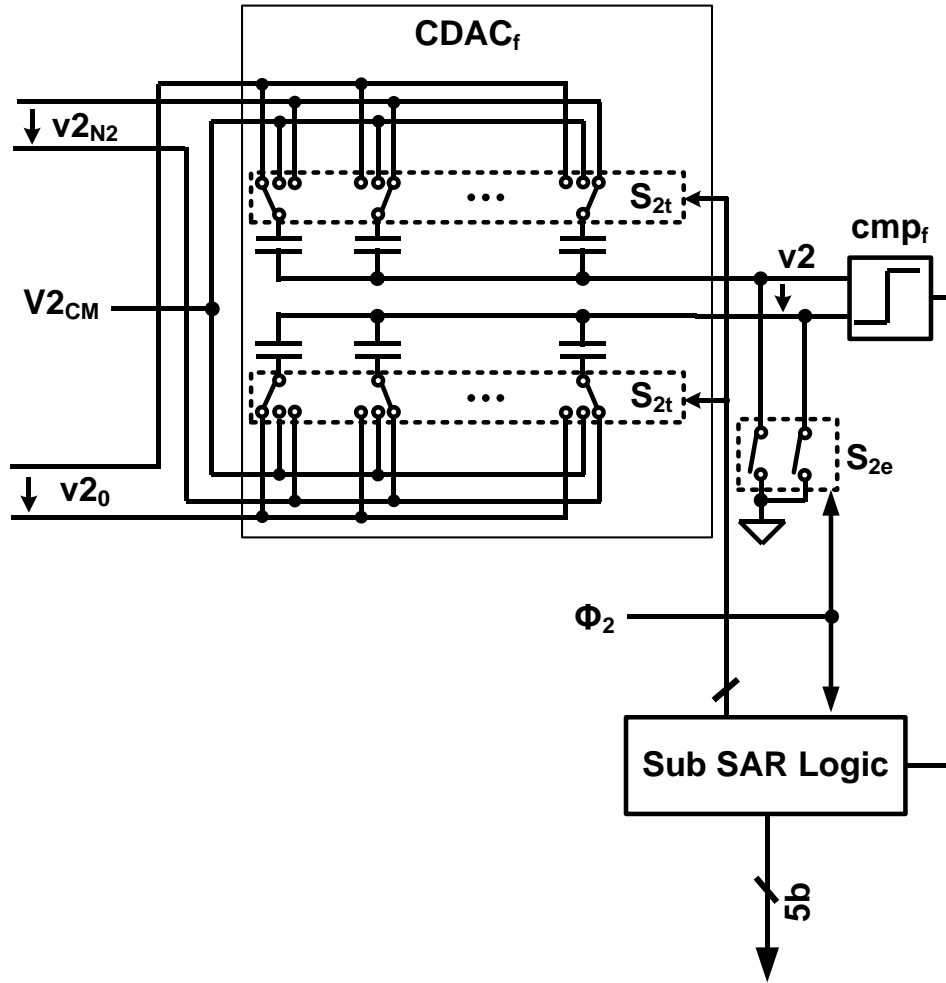 CDACf
v2N2
S2t
•••
cmpf
v2
V2CM
•••
S2t
v20
S2e
Φ2
Sub SAR Logic
5b